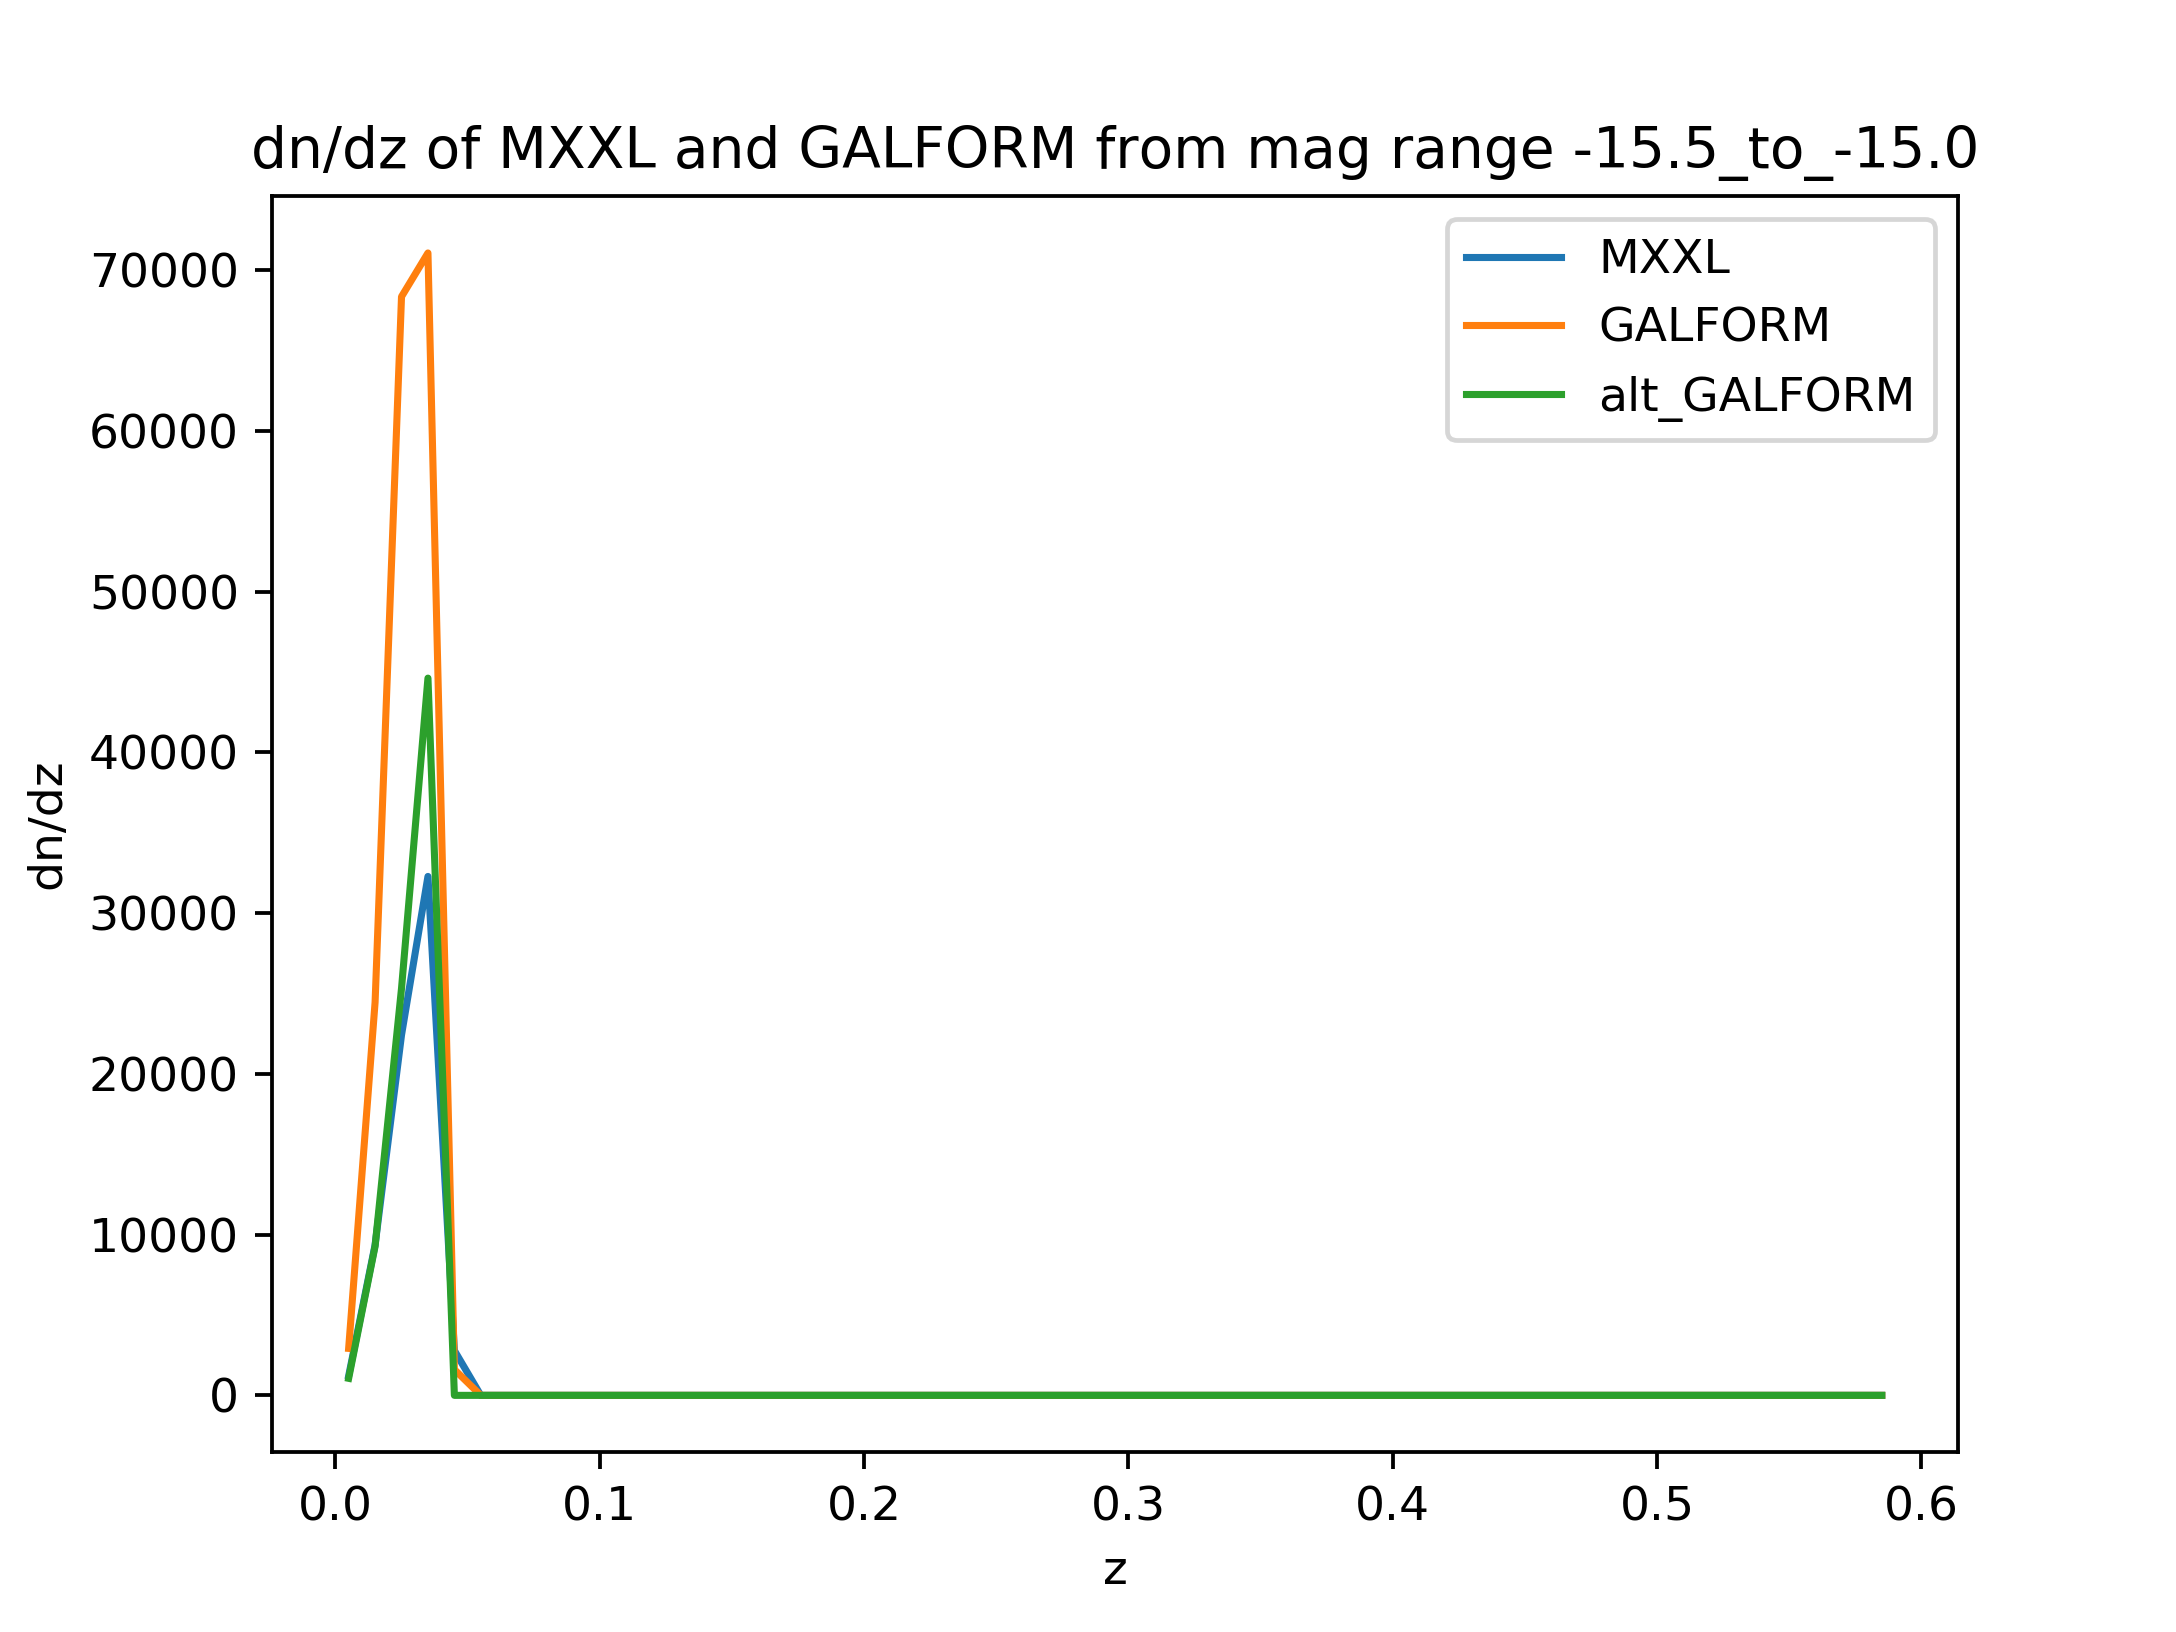 dn/dz of MXXL and GALFORM from mag range -15.5_to_-15.0
MXXL
GALFORM
alt_GALFORM
dn/dz
70000
60000
50000
40000
30000
20000
10000
0
0.0 0.1 0.2 0.3 0.4 0.5 0.6
z